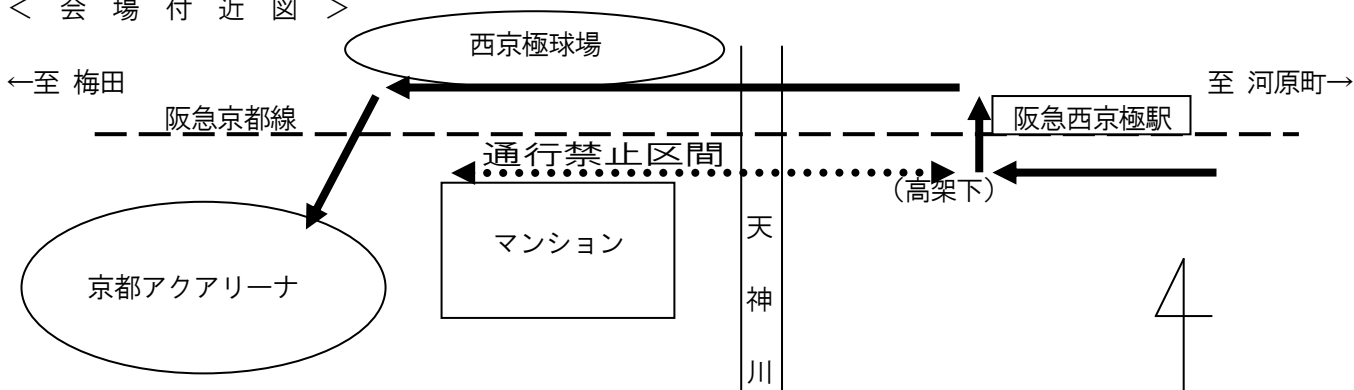 ＜ 会 場 付 近 図 ＞
西京極球場
←至 梅田
至 河原町→
阪急京都線
阪急西京極駅
通行禁止区間
（高架下）
マンション
天神川
京都アクアリーナ